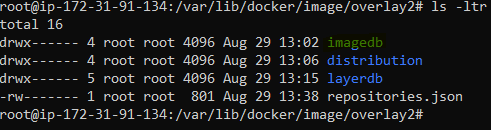 root@ip-172-31-91-134:/var/lib/docker/image/overlay2# ls -ltr
total 16
drwx------ 4 root root 4096 Aug 29 13:02 imagedb
drwx------ 4 root root 4096 Aug 29 13:06 distribution
drwx------ 5 root root 4096 Aug 29 13:15 layerdb
-rw------- 1 root root  801 Aug 29 13:38 repositories.json
root@ip-172-31-91-134:/var/lib/docker/image/overlay2#